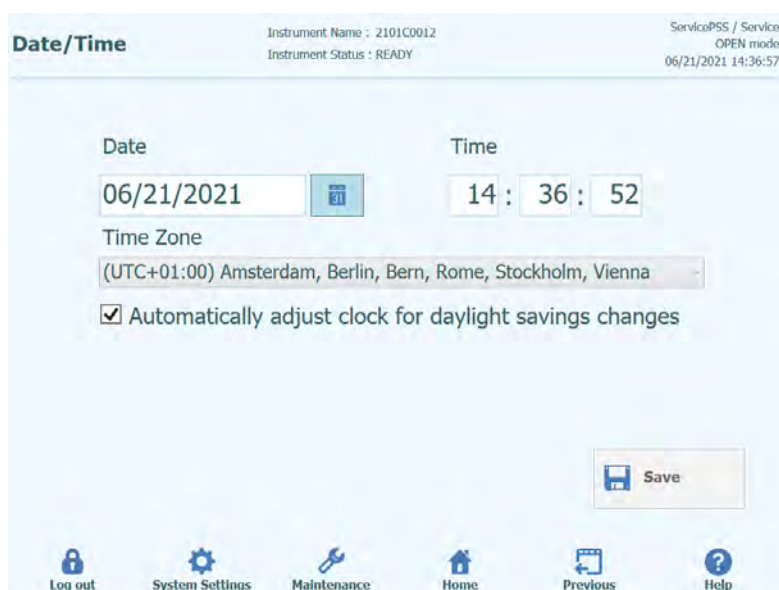 Date/Time
Instrument Name : 2101C0012
Instrument Status : READY
ServicePSS / Service
OPEN mode
06/21/2021 14:36:57
Date
Time
06/21/2021
31
14 : 36 : 52
Time Zone
(UTC+01:00) Amsterdam, Berlin, Bern, Rome, Stockholm, Vienna
Automatically adjust clock for daylight savings changes
Save
Log out
System Settings
Maintenance
Home
Previous
Help